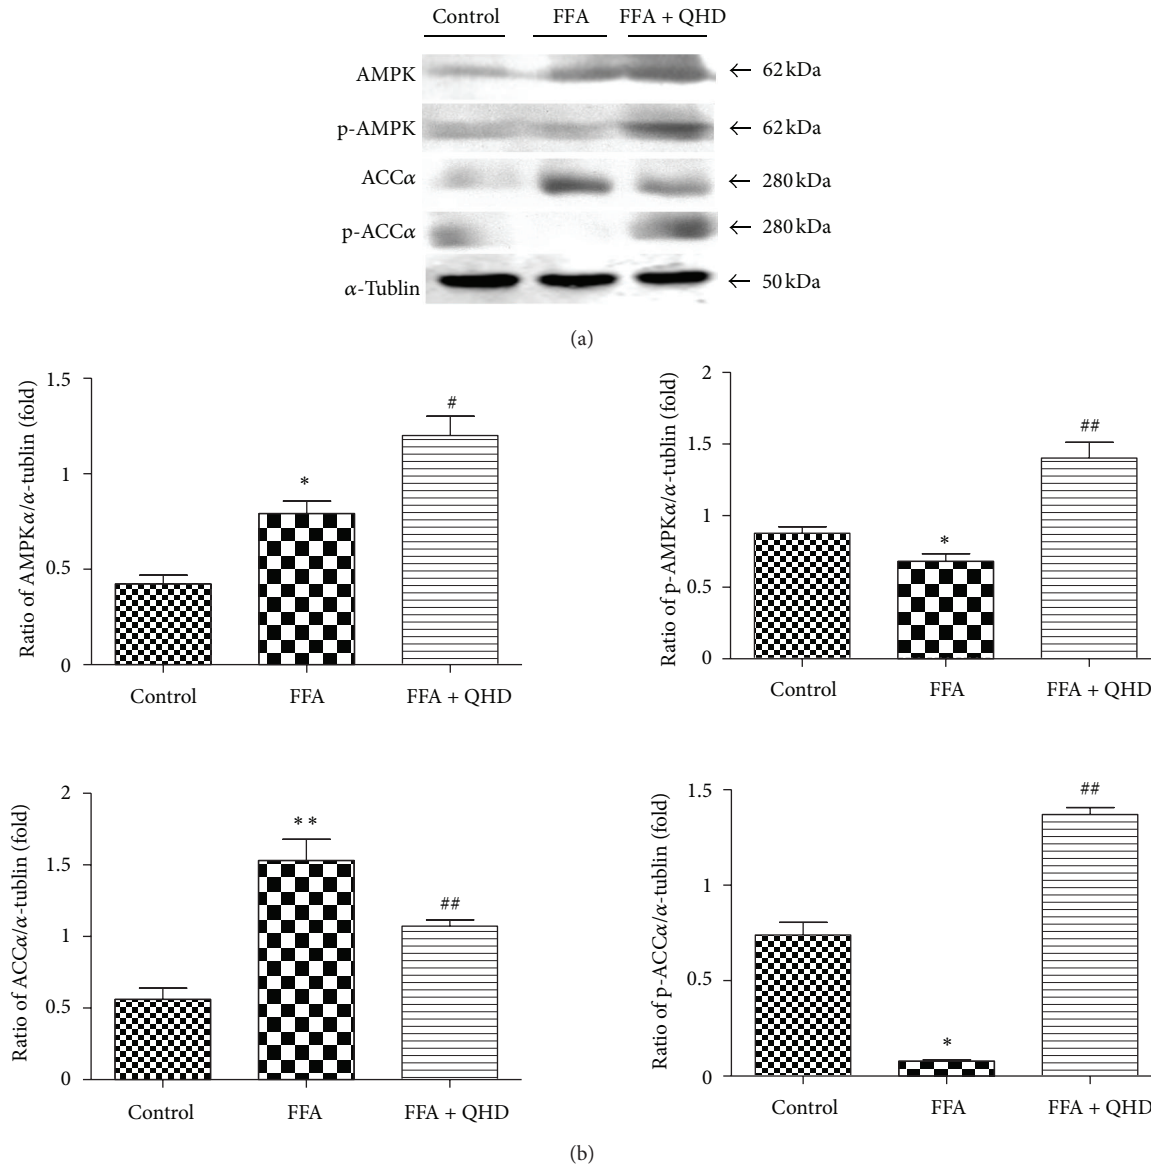 Control FFA FFA + QHD
AMPK ← 62 kDa
p-AMPK ← 62 kDa
ACCα ← 280 kDa
p-ACCα ← 280 kDa
α-Tublin ← 50 kDa
(a)
Ratio of AMPKα/α-tublin (fold)
1.5
1
0.5
0
*
#
Control FFA FFA + QHD
Ratio of p-AMPKα/α-tublin (fold)
2
1.5
1
0.5
0
*
##
Control FFA FFA + QHD
Ratio of ACCα/α-tublin (fold)
2
1.5
1
0.5
0
**
##
Control FFA FFA + QHD
Ratio of p-ACCα/α-tublin (fold)
1.5
1
0.5
0
*
##
Control FFA FFA + QHD
(b)